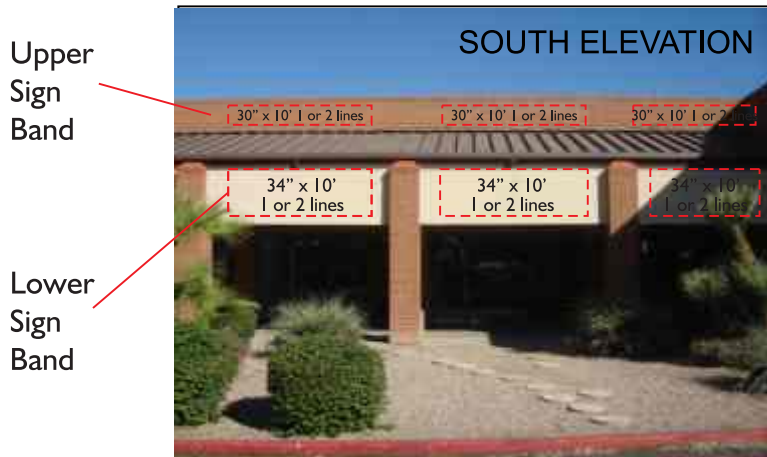 SOUTH ELEVATION
Upper
Sign
Band
30” x 10’ 1 or 2 lines
30” x 10’ 1 or 2 lines
30” x 10’ 1 or 2 lines
34” x 10’
1 or 2 lines
34” x 10’
1 or 2 lines
34” x 10’
1 or 2 lines
Lower
Sign
Band